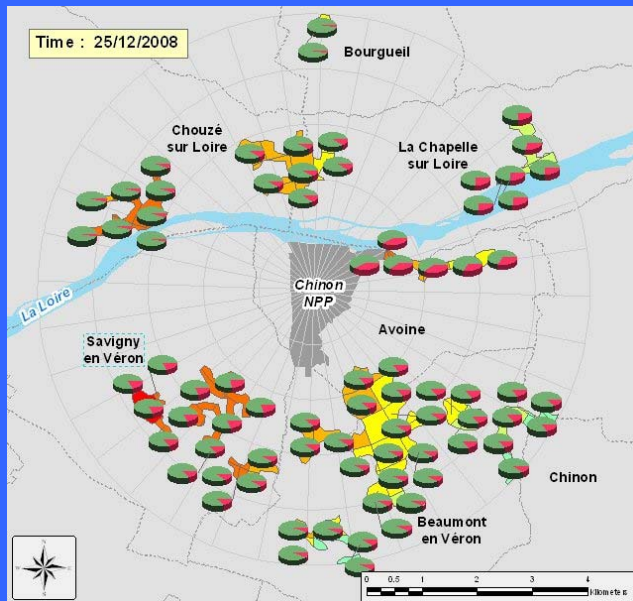 Time : 25/12/2008
Bourgueil
Chouzé
sur Loire
La Chapelle
sur Loire
La Loire
Chinon
NPP
Avoine
Savigny
en Véron
Chinon
Beaumont
en Véron
N
W
E
S
0 0.5 1 2 3 4
Kilometers